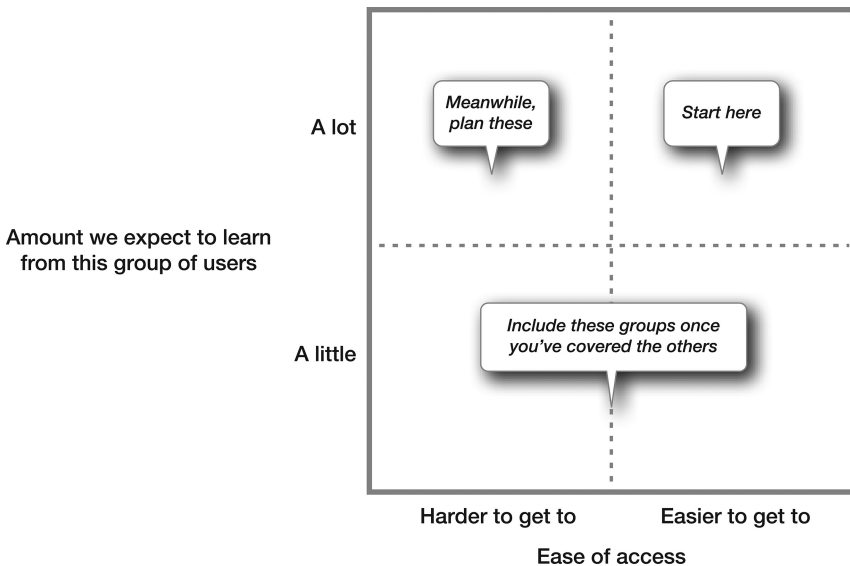 Meanwhile,
plan these
Start here
A lot
Amount we expect to learn
from this group of users
Include these groups once
you’ve covered the others
A little
Harder to get to
Easier to get to
Ease of access